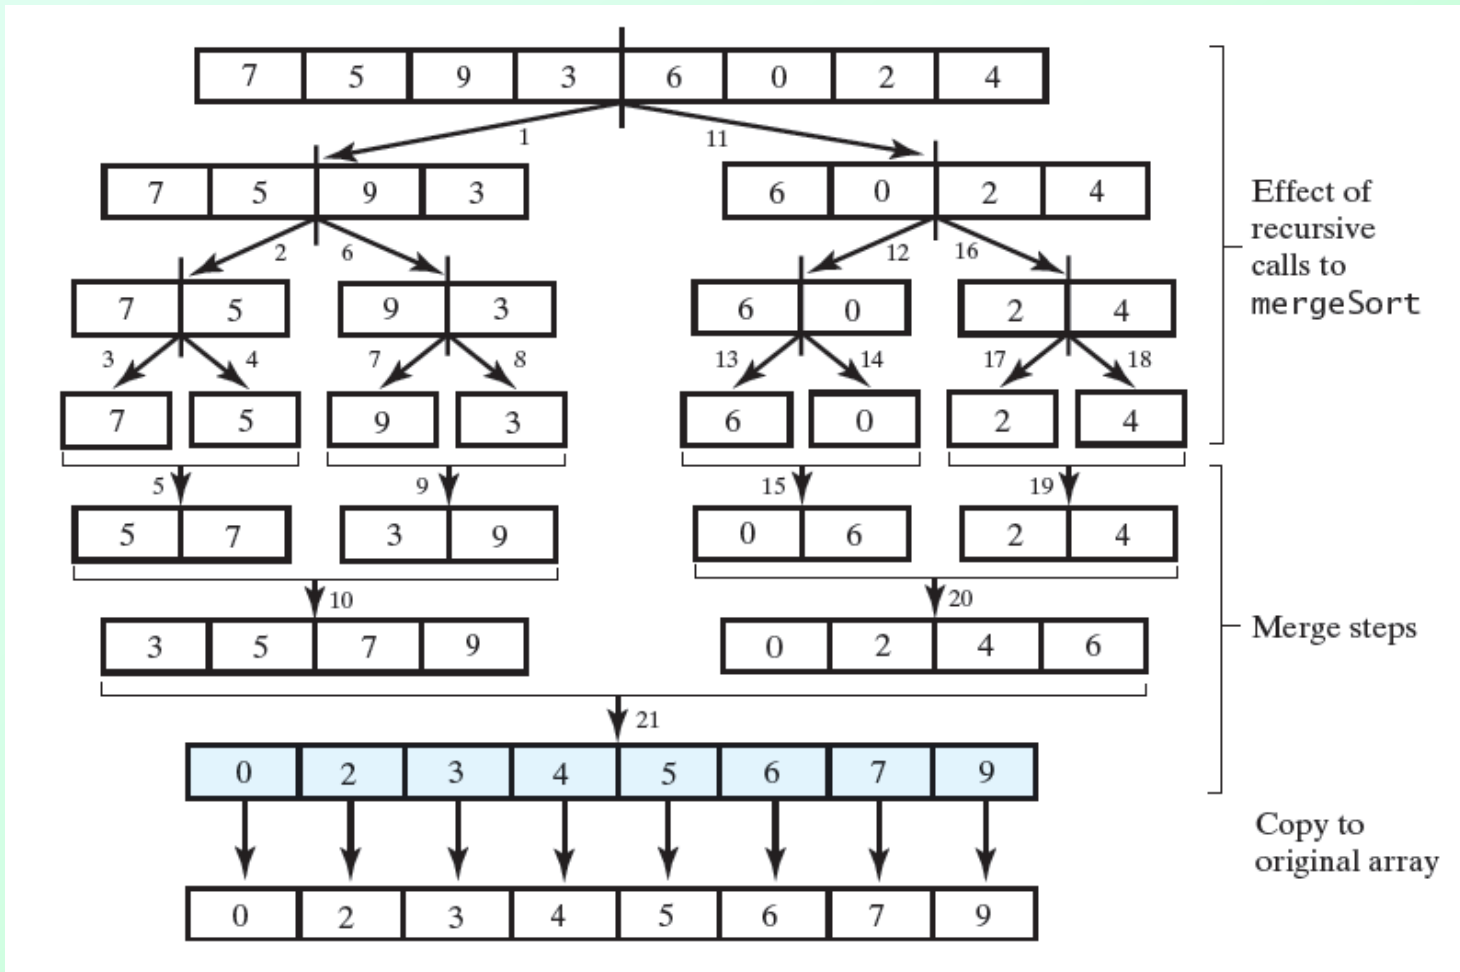 7 5 9 3 6 0 2 4
1 11
7 5 9 3 6 0 2 4
2 6 12 16
7 5 9 3 6 0 2 4
3 4 7 8 13 14 17 18
7 5 9 3 6 0 2 4
Effect of
recursive
calls to
mergeSort
5 9 15 19
5 7 3 9 0 6 2 4
10 20
3 5 7 9 0 2 4 6
Merge steps
21
0 2 3 4 5 6 7 9
Copy to
original array
0 2 3 4 5 6 7 9